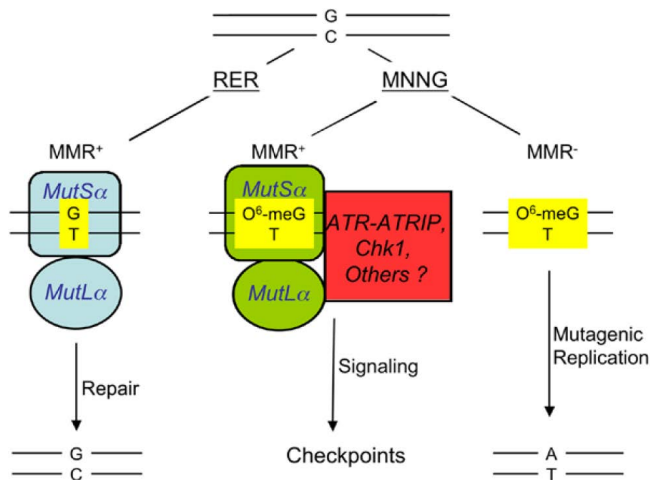 G
C
RER
MNNG
MMR⁺
MMR⁺
MMR⁻
MutSα
G
T
MutLα
MutSα
O⁶-meG
T
MutLα
ATR-ATRIP,
Chk1,
Others ?
O⁶-meG
T
Repair
Signaling
Mutagenic
Replication
G
C
Checkpoints
A
T